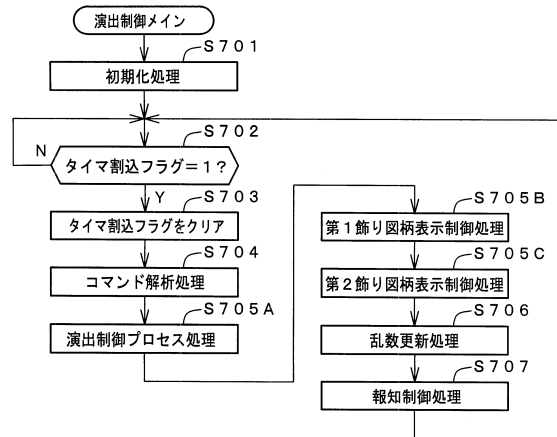 演出制御メイン
S701
初期化処理
S702
N
タイマ割込フラグ=1?
Y
S703
タイマ割込フラグをクリア
S704
コマンド解析処理
S705A
演出制御プロセス処理
S705B
第1飾り図柄表示制御処理
S705C
第2飾り図柄表示制御処理
S706
乱数更新処理
S707
報知制御処理